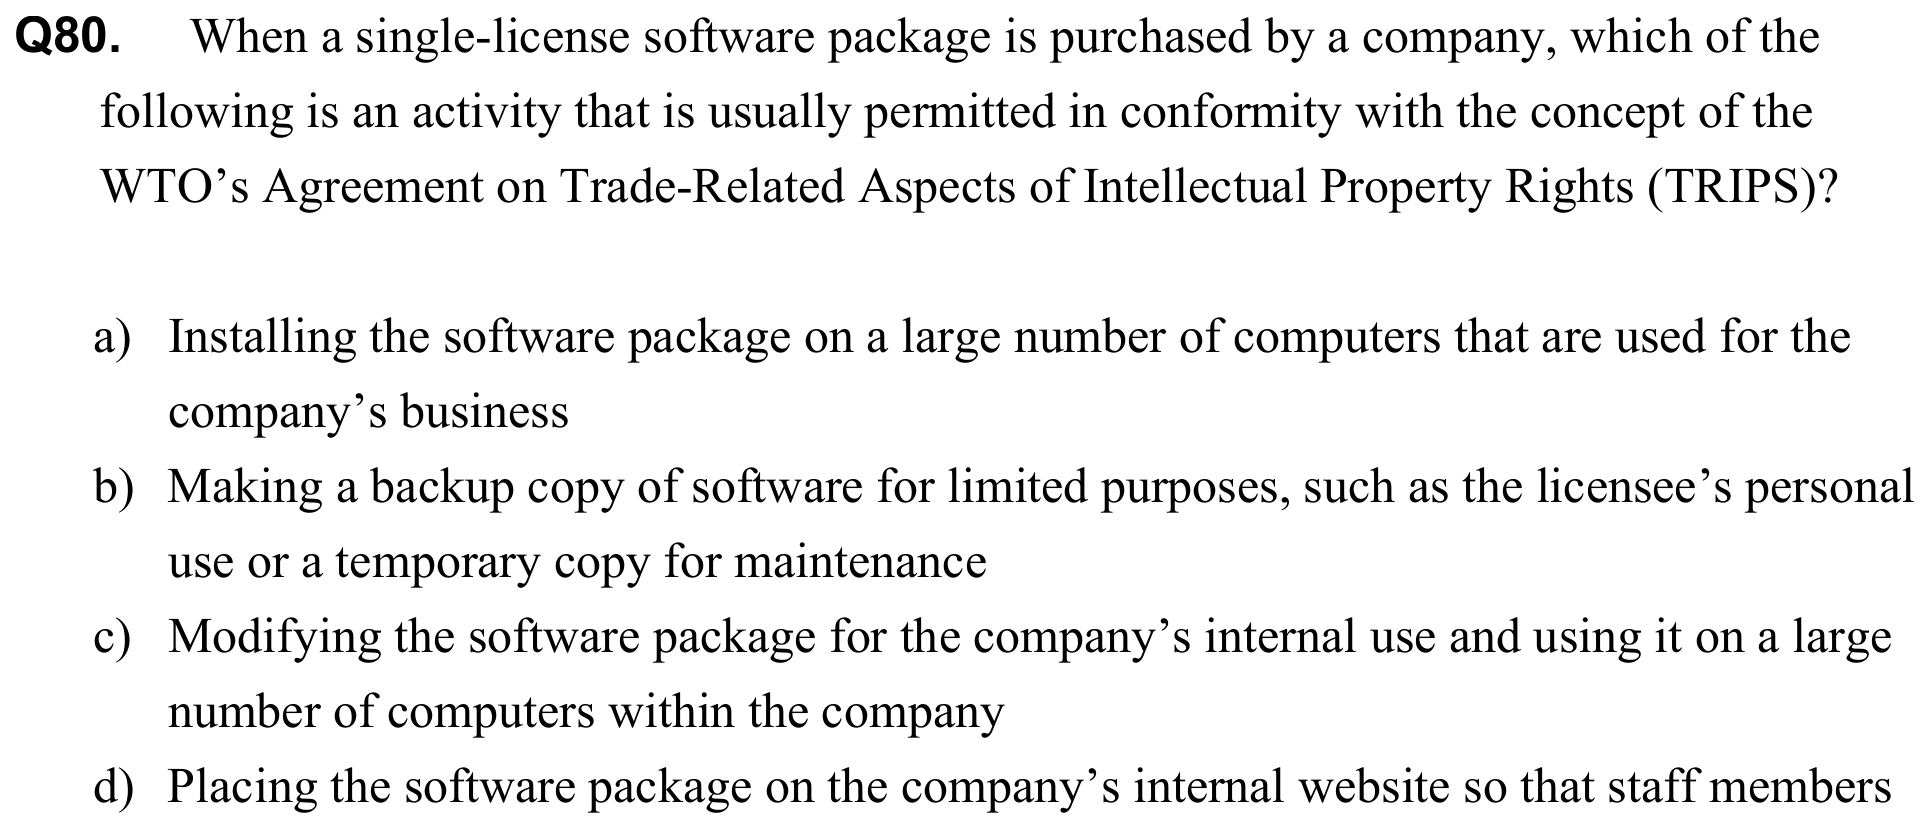 Q80. When a single-license software package is purchased by a company, which of the
following is an activity that is usually permitted in conformity with the concept of the
WTO’s Agreement on Trade-Related Aspects of Intellectual Property Rights (TRIPS)?
a) Installing the software package on a large number of computers that are used for the
company’s business
b) Making a backup copy of software for limited purposes, such as the licensee’s personal
use or a temporary copy for maintenance
c) Modifying the software package for the company’s internal use and using it on a large
number of computers within the company
d) Placing the software package on the company’s internal website so that staff members